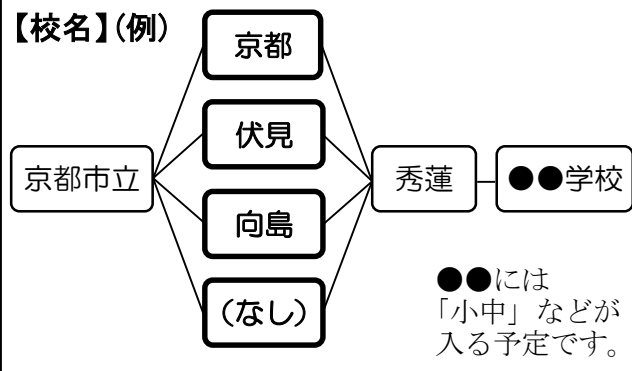 【校名】(例)
京都
伏見
京都市立
秀蓮
●●学校
向島
(なし)
●●には
「小中」などが
入る予定です。